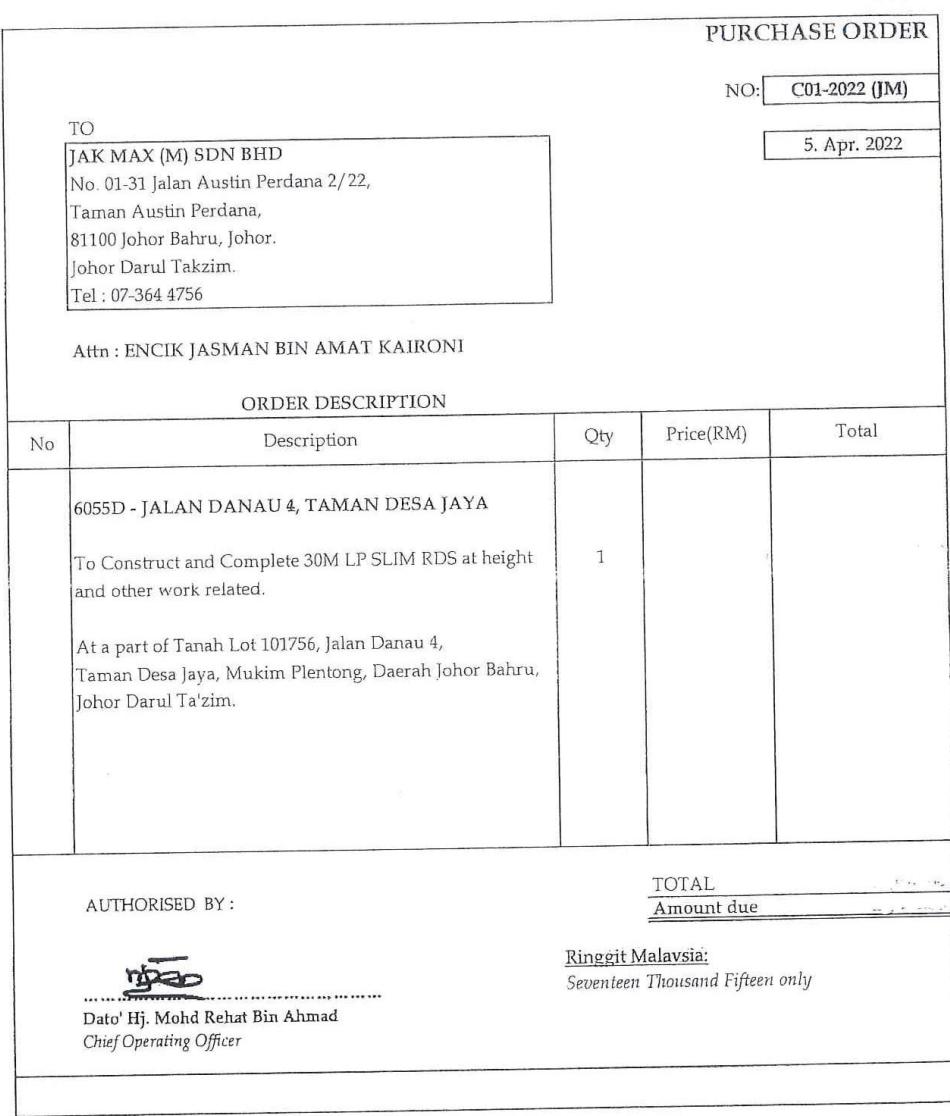 PURCHASE ORDER
NO: C01-2022 (JM)
5. Apr. 2022
TO
JAK MAX (M) SDN BHD
No. 01-31 Jalan Austin Perdana 2/22,
Taman Austin Perdana,
81100 Johor Bahru, Johor.
Johor Darul Takzim.
Tel : 07-364 4756
Attn : ENCIK JASMAN BIN AMAT KAIRONI
ORDER DESCRIPTION
No Description Qty Price(RM) Total
6055D - JALAN DANAU 4, TAMAN DESA JAYA
To Construct and Complete 30M LP SLIM RDS at height 1
and other work related.
At a part of Tanah Lot 101756, Jalan Danau 4,
Taman Desa Jaya, Mukim Plentong, Daerah Johor Bahru,
Johor Darul Ta'zim.
TOTAL
AUTHORISED BY :
Amount due
Ringgit Malaysia:
Seventeen Thousand Fifteen only
Dato' Hj. Mohd Rehat Bin Ahmad
Chief Operating Officer